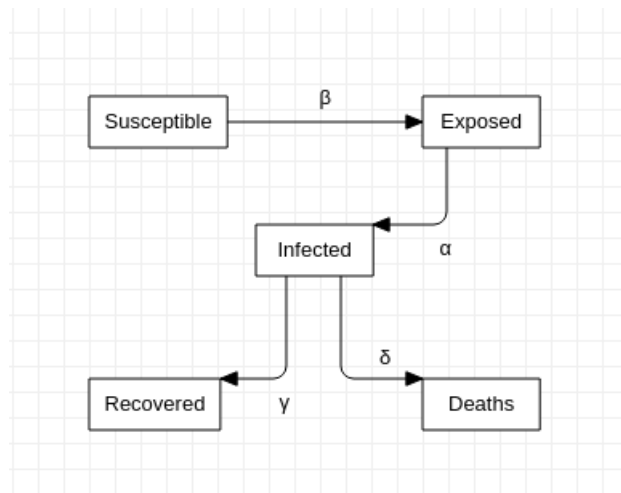 β
Susceptible
Exposed
Infected
α
δ
Recovered
γ
Deaths